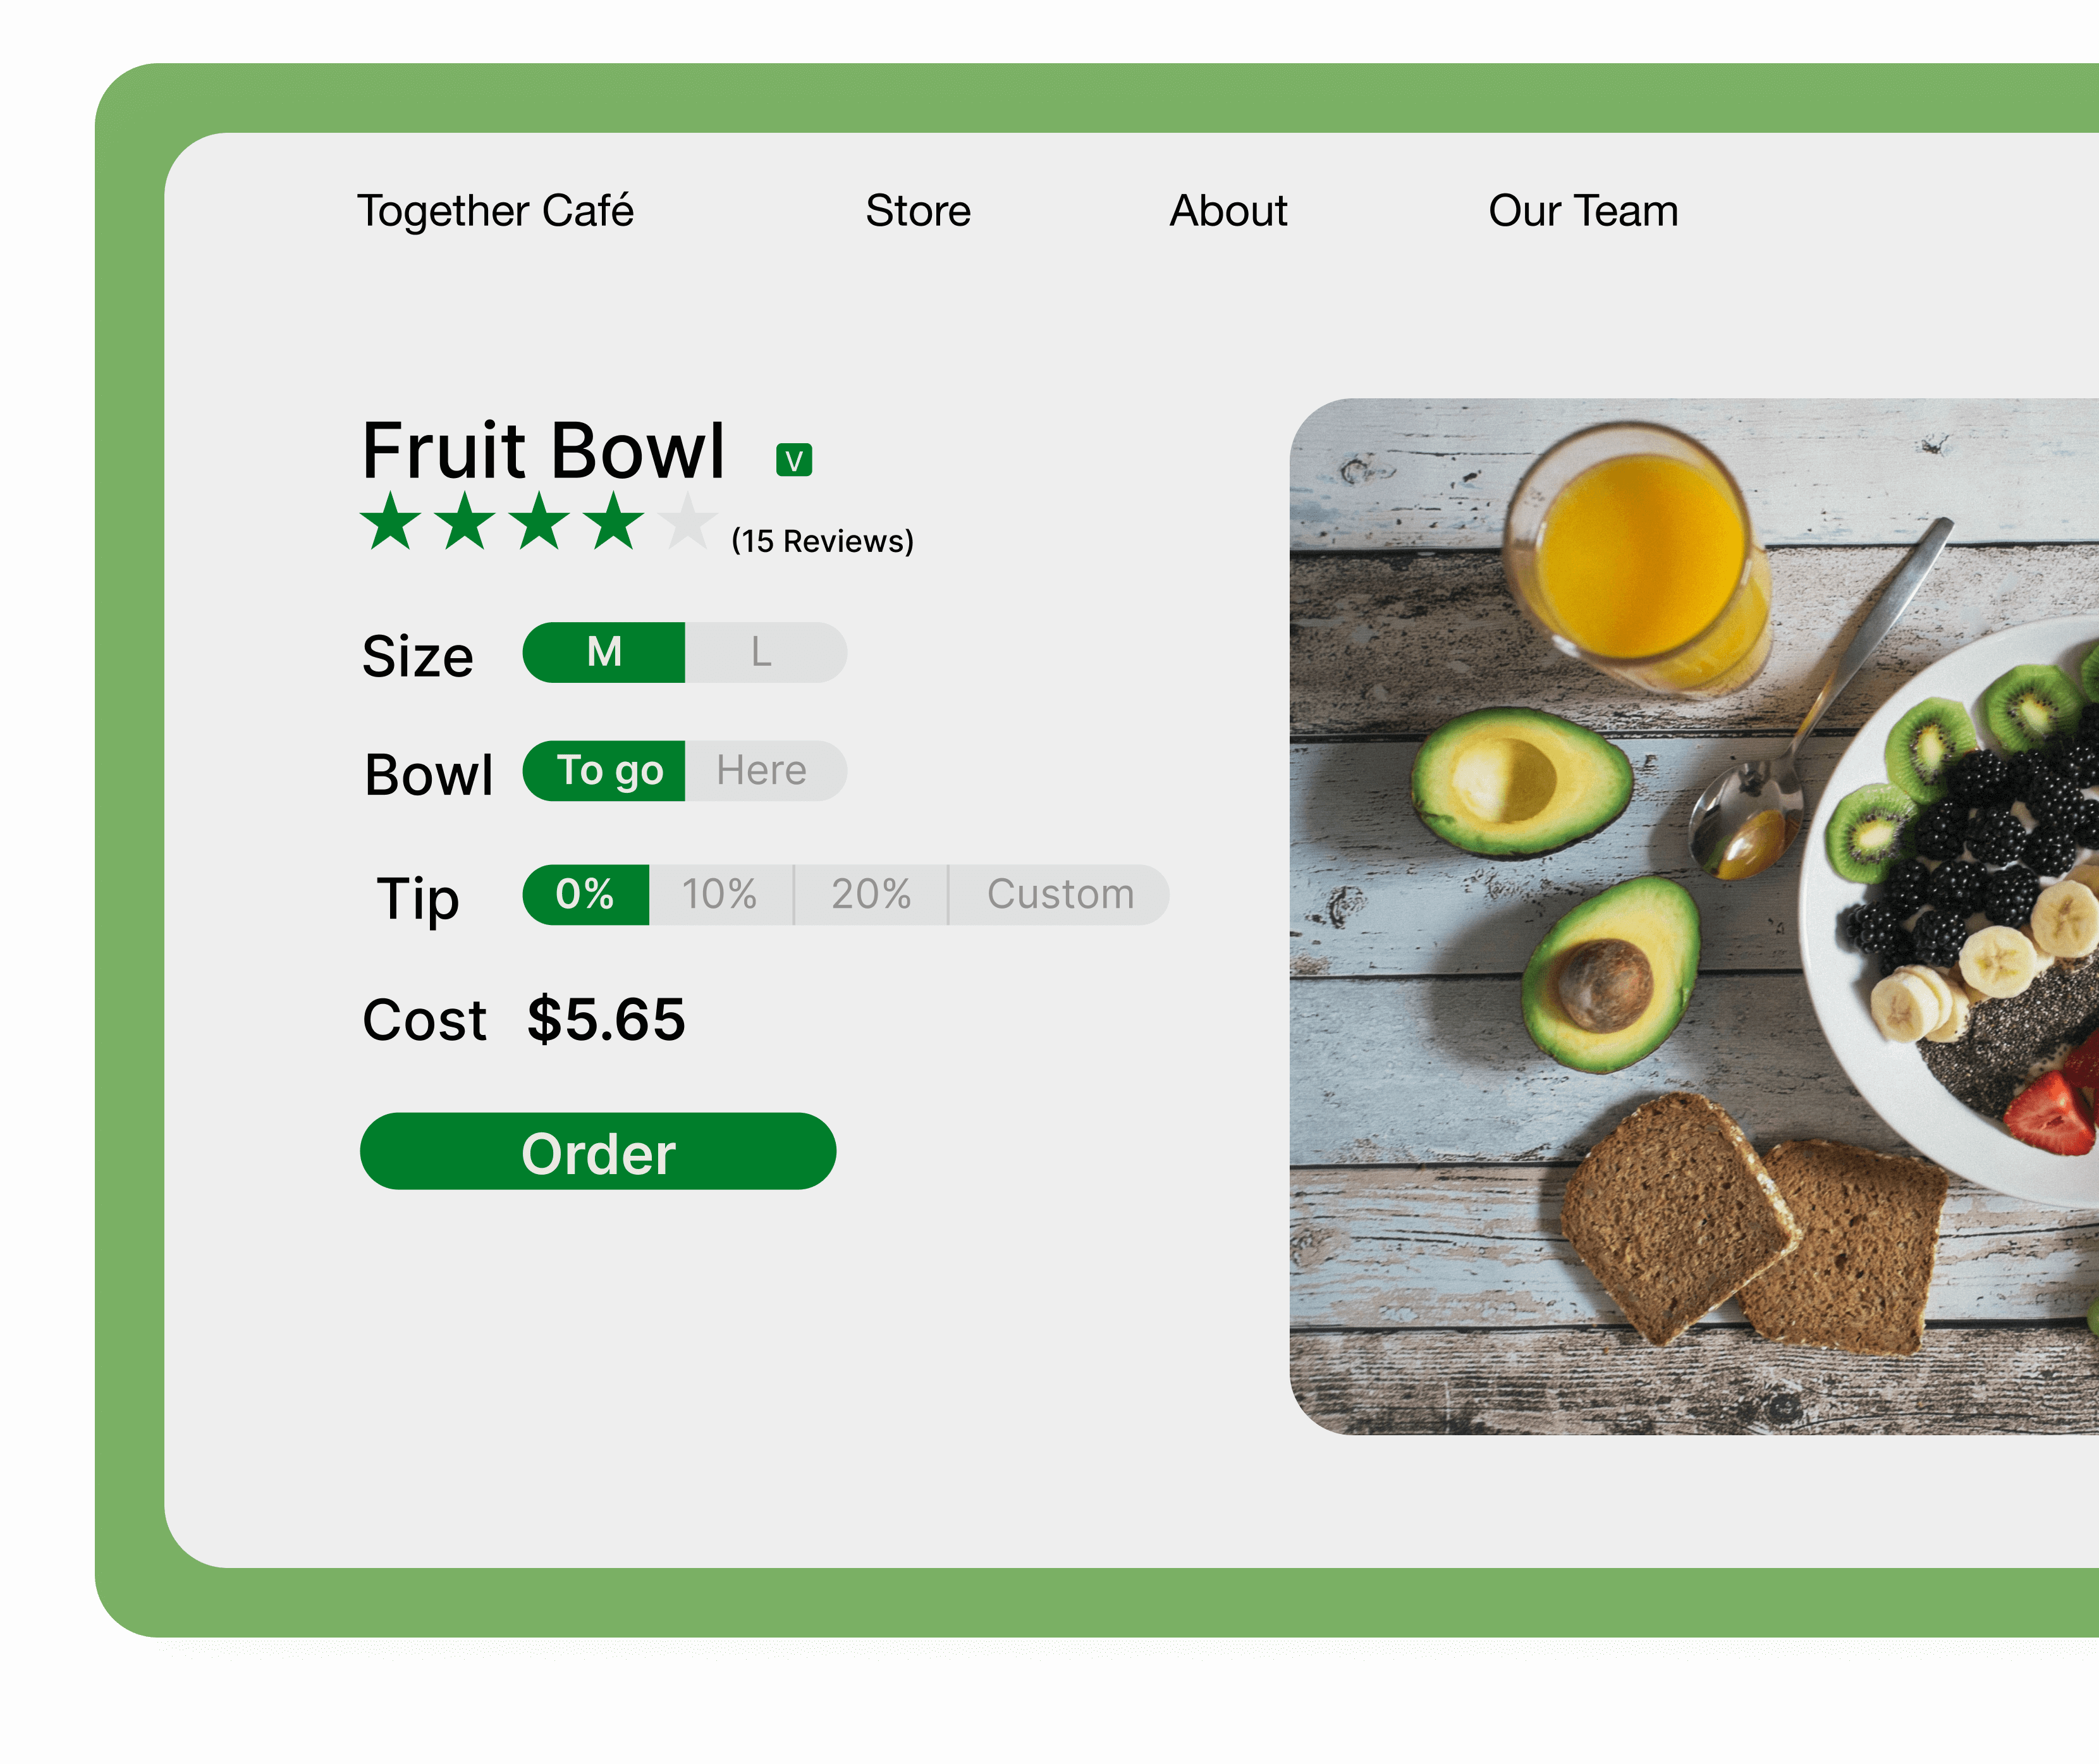 Together Café Store About Our Team
Fruit Bowl V
(15 Reviews)
Size M L
Bowl To go Here
Tip 0% 10% 20% Custom
Cost $5.65
Order